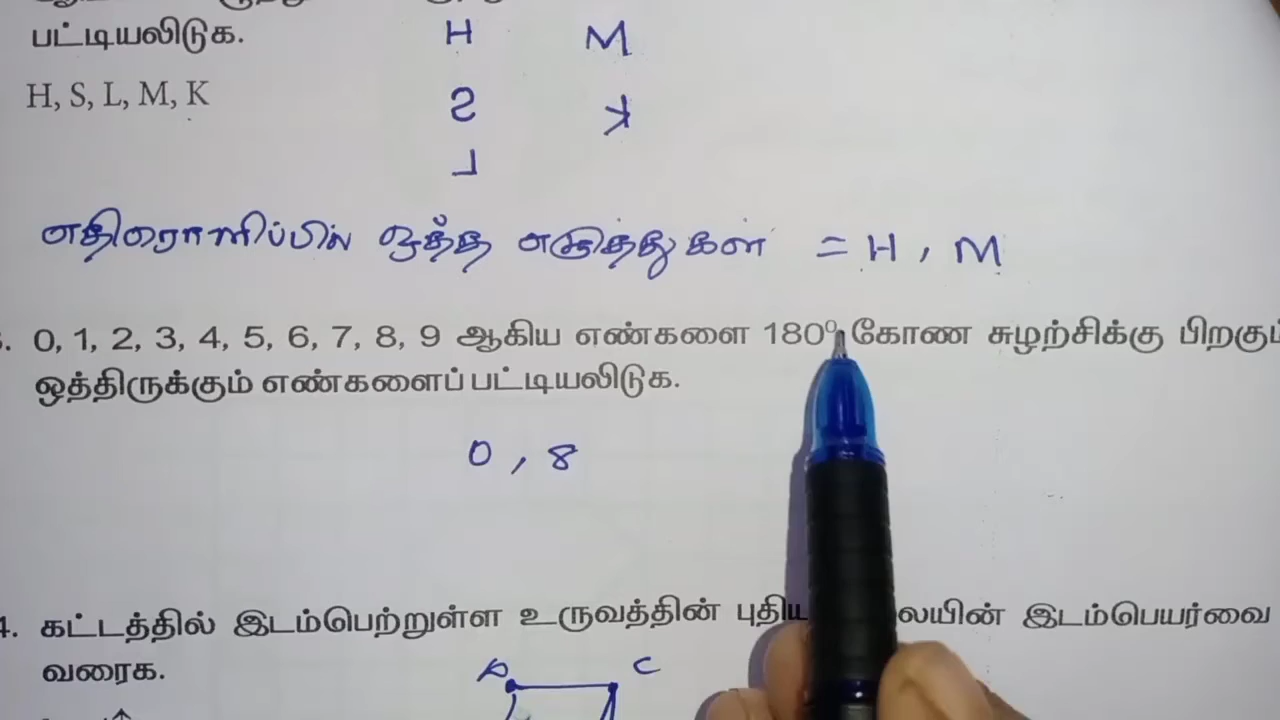 பட்டியலிடுக. H M
H, S, L, M, K
எதிரொளிப்பில் ஒத்த எழுத்துகள் = H, M
0, 1, 2, 3, 4, 5, 6, 7, 8, 9 ஆகிய எண்களை 180° கோண சுழற்சிக்கு பிறகும்
ஒத்திருக்கும் எண்களைப் பட்டியலிடுக.
0, 8
4. கட்டத்தில் இடம்பெற்றுள்ள உருவத்தின் புதிய இடம்பெயர்வை
வரைக. C